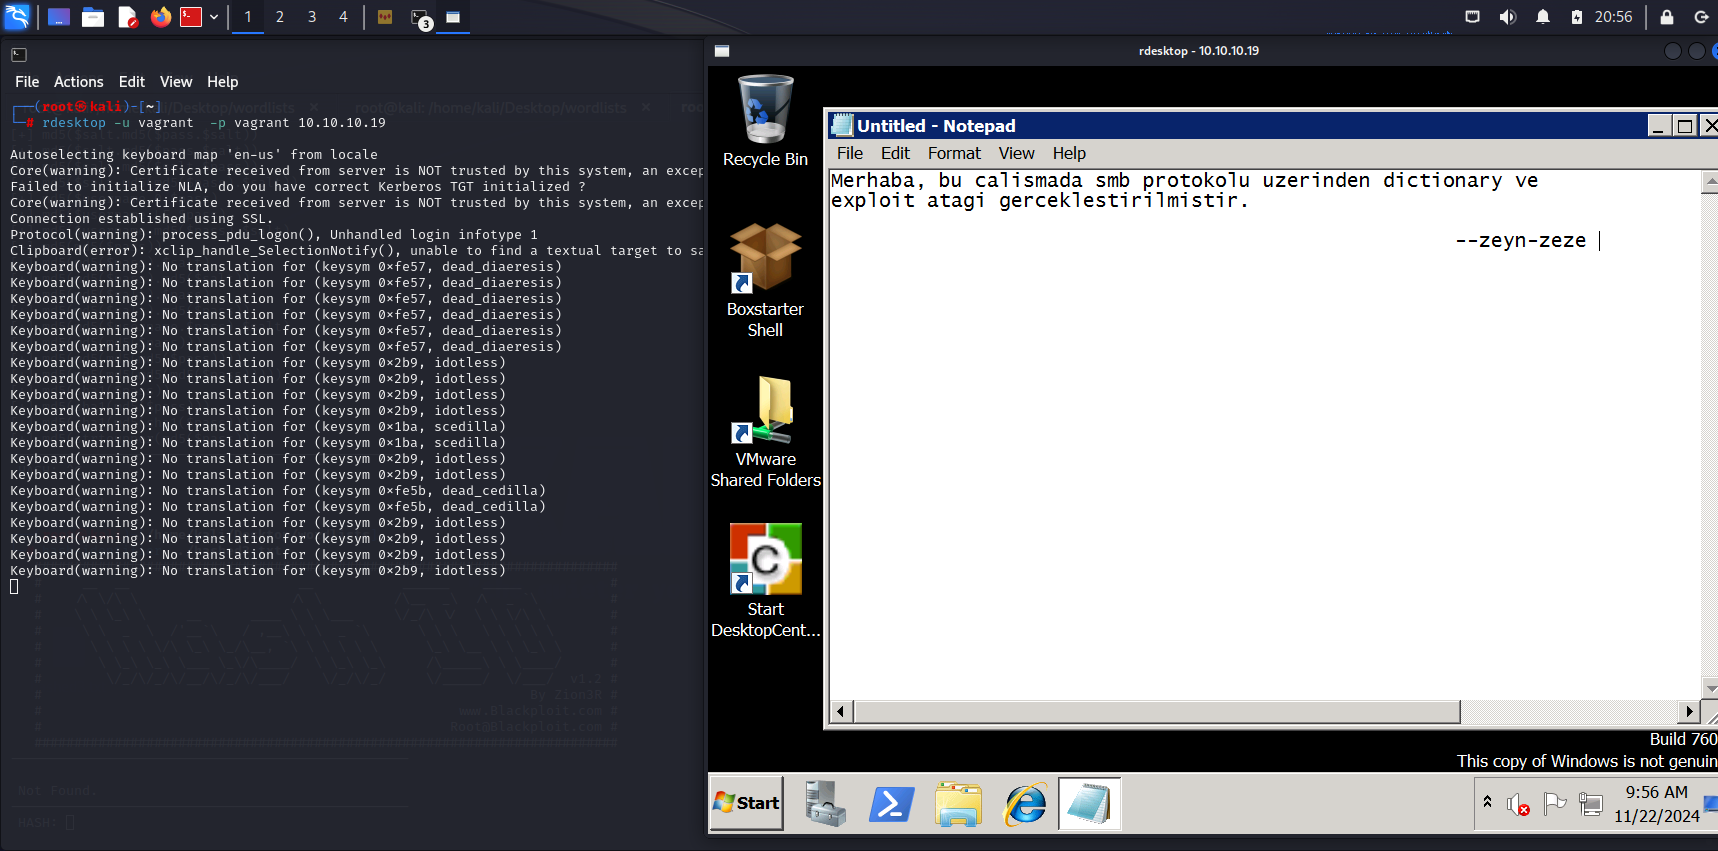 1 2 3 4
3
20:56
File Actions Edit View Help
┌──(root㉿kali)-[~]
└─# rdesktop -u vagrant  -p vagrant 10.10.10.19
Autoselecting keyboard map 'en-us' from locale
Core(warning): Certificate received from server is NOT trusted by this system, an excep
Failed to initialize NLA, do you have correct Kerberos TGT initialized ?
Core(warning): Certificate received from server is NOT trusted by this system, an excep
Connection established using SSL.
Protocol(warning): process_pdu_logon(), Unhandled login infotype 1
Clipboard(error): xclip_handle_SelectionNotify(), unable to find a textual target to sa
Keyboard(warning): No translation for (keysym 0×fe57, dead_diaeresis)
Keyboard(warning): No translation for (keysym 0×fe57, dead_diaeresis)
Keyboard(warning): No translation for (keysym 0×fe57, dead_diaeresis)
Keyboard(warning): No translation for (keysym 0×fe57, dead_diaeresis)
Keyboard(warning): No translation for (keysym 0×fe57, dead_diaeresis)
Keyboard(warning): No translation for (keysym 0×fe57, dead_diaeresis)
Keyboard(warning): No translation for (keysym 0×2b9, idotless)
Keyboard(warning): No translation for (keysym 0×2b9, idotless)
Keyboard(warning): No translation for (keysym 0×2b9, idotless)
Keyboard(warning): No translation for (keysym 0×2b9, idotless)
Keyboard(warning): No translation for (keysym 0×1ba, scedilla)
Keyboard(warning): No translation for (keysym 0×1ba, scedilla)
Keyboard(warning): No translation for (keysym 0×2b9, idotless)
Keyboard(warning): No translation for (keysym 0×2b9, idotless)
Keyboard(warning): No translation for (keysym 0×fe5b, dead_cedilla)
Keyboard(warning): No translation for (keysym 0×fe5b, dead_cedilla)
Keyboard(warning): No translation for (keysym 0×2b9, idotless)
Keyboard(warning): No translation for (keysym 0×2b9, idotless)
Keyboard(warning): No translation for (keysym 0×2b9, idotless)
Keyboard(warning): No translation for (keysym 0×2b9, idotless)
v1.2 #
By Zion3R #
www.Blackploit.com #
Root@Blackploit.com #
Not Found.
HASH:
rdesktop - 10.10.10.19
Recycle Bin
Boxstarter
Shell
VMware
Shared Folders
Start
DesktopCent...
Untitled - Notepad
File Edit Format View Help
Merhaba, bu calismada smb protokolu uzerinden dictionary ve
exploit atagi gerceklestirilmistir.
--zeyn-zeze
Build 760
This copy of Windows is not genuin
Start
9:56 AM
11/22/2024